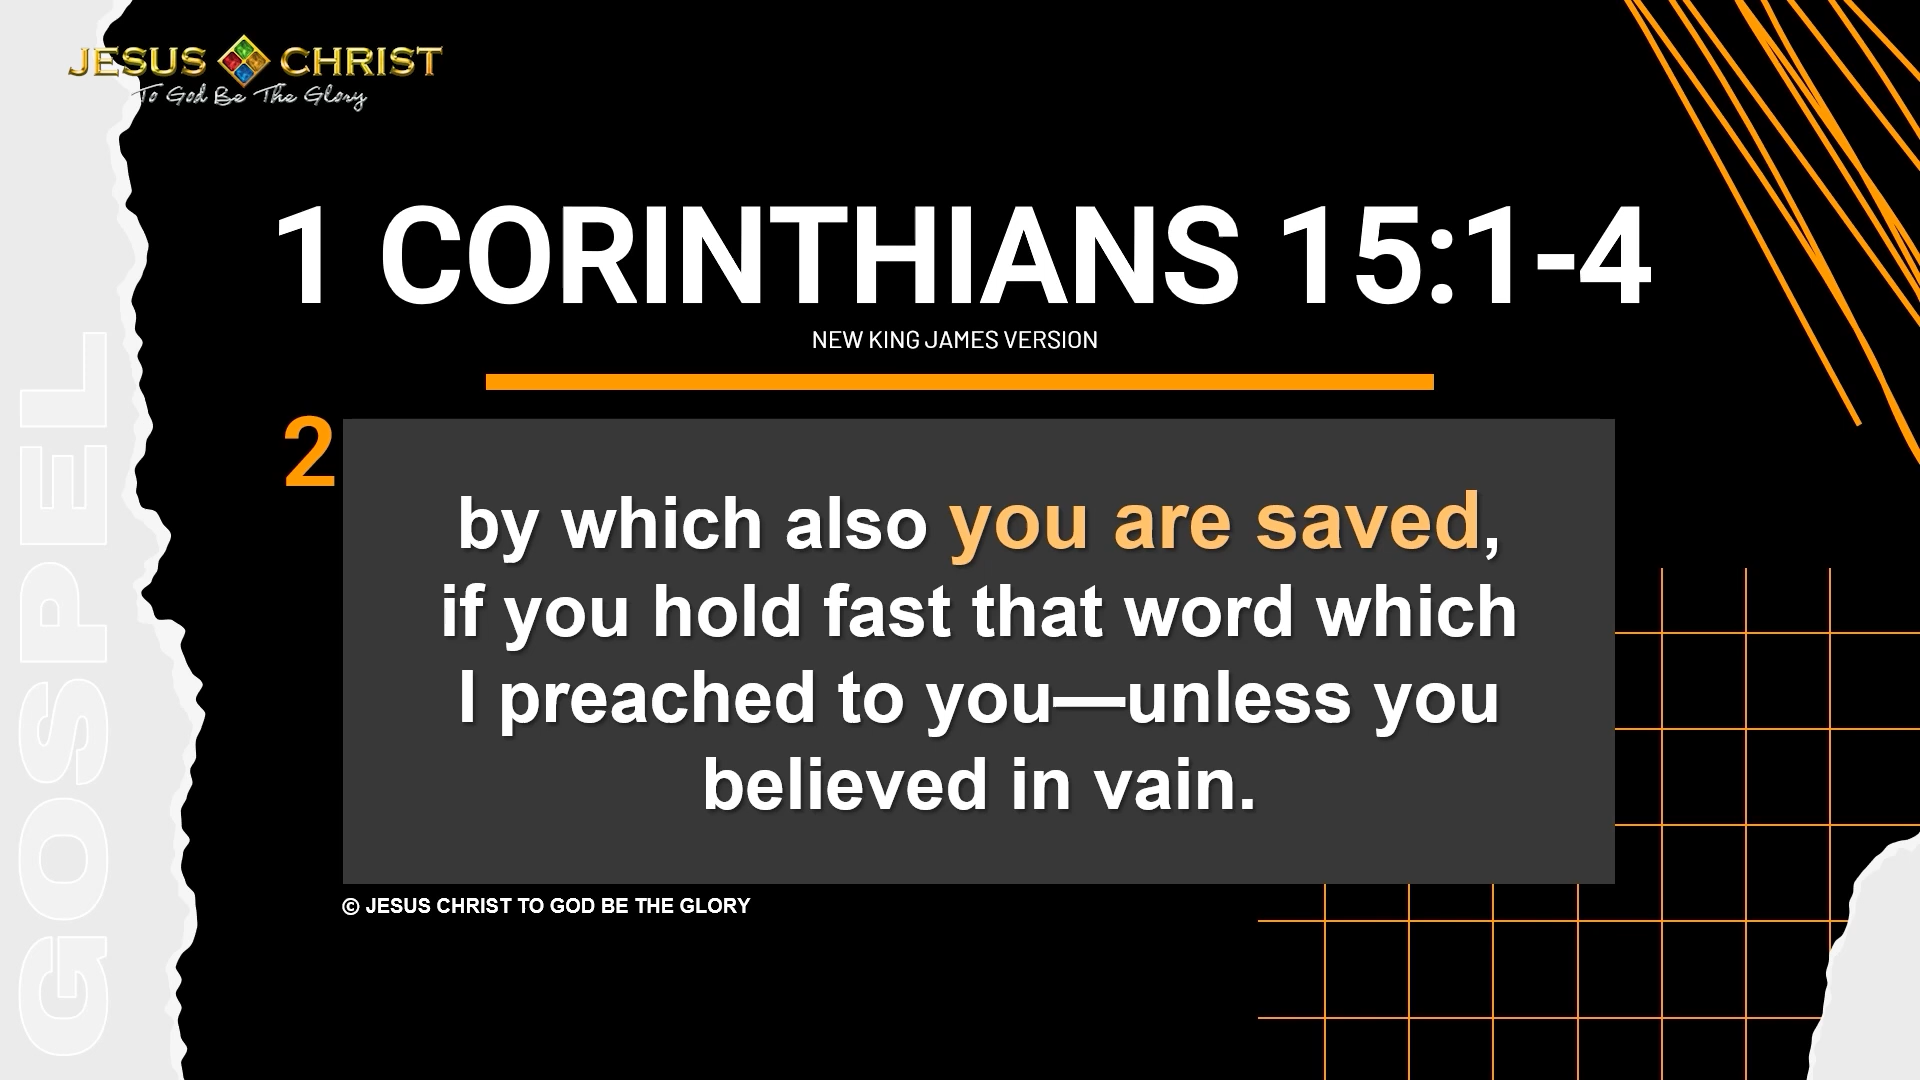 JESUS CHRIST
To God Be The Glory
1 CORINTHIANS 15:1-4
NEW KING JAMES VERSION
2
by which also you are saved,
if you hold fast that word which
I preached to you—unless you
believed in vain.
© JESUS CHRIST TO GOD BE THE GLORY
GOSPEL